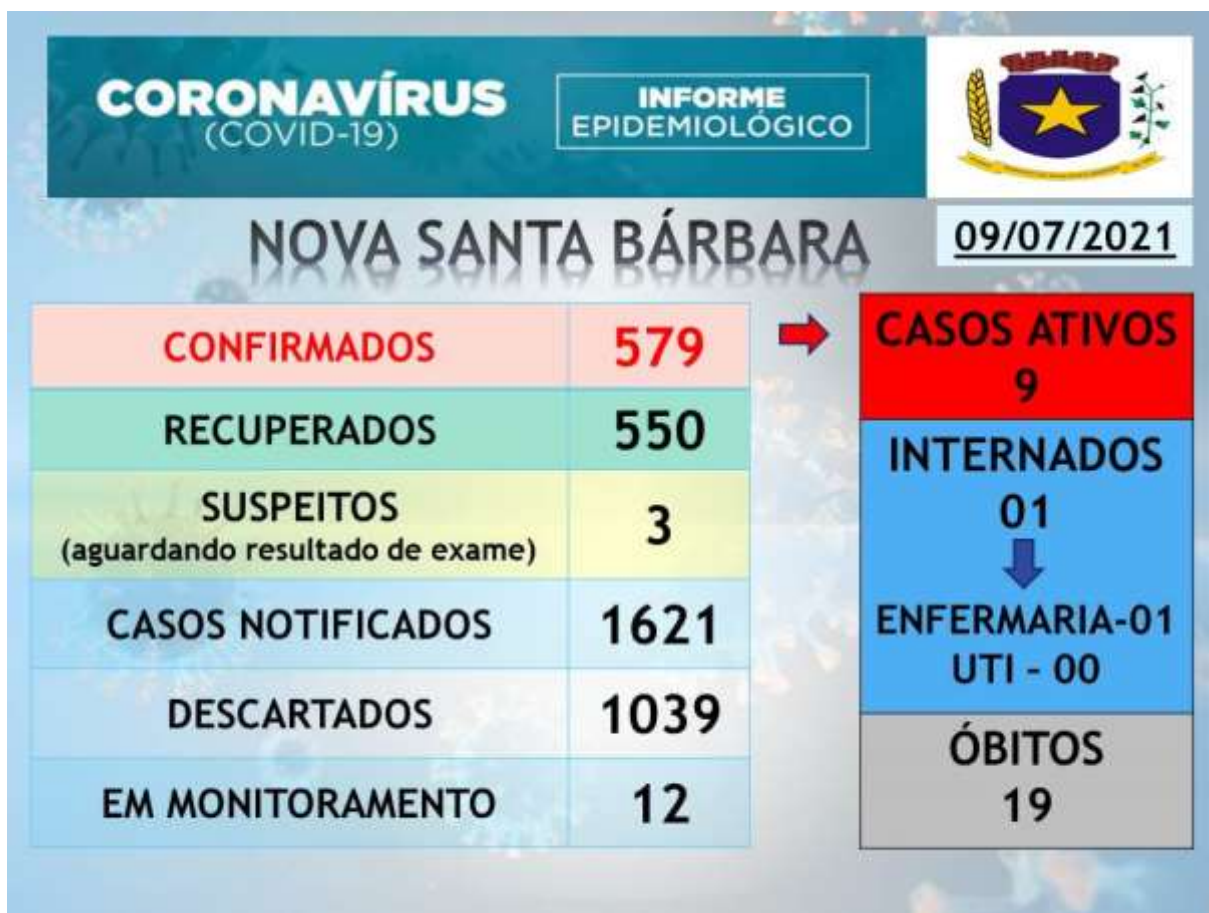 CORONAVÍRUS
(COVID-19)
INFORME
EPIDEMIOLÓGICO
NOVA SANTA BÁRBARA
09/07/2021
CONFIRMADOS 579
RECUPERADOS 550
SUSPEITOS
(aguardando resultado de exame) 3
CASOS NOTIFICADOS 1621
DESCARTADOS 1039
EM MONITORAMENTO 12
CASOS ATIVOS
9
INTERNADOS
01
ENFERMARIA-01
UTI - 00
ÓBITOS
19